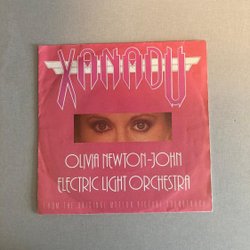 XANADU
OLIVIA NEWTON-JOHN
ELECTRIC LIGHT ORCHESTRA
FROM THE ORIGINAL MOTION PICTURE SOUNDTRACK